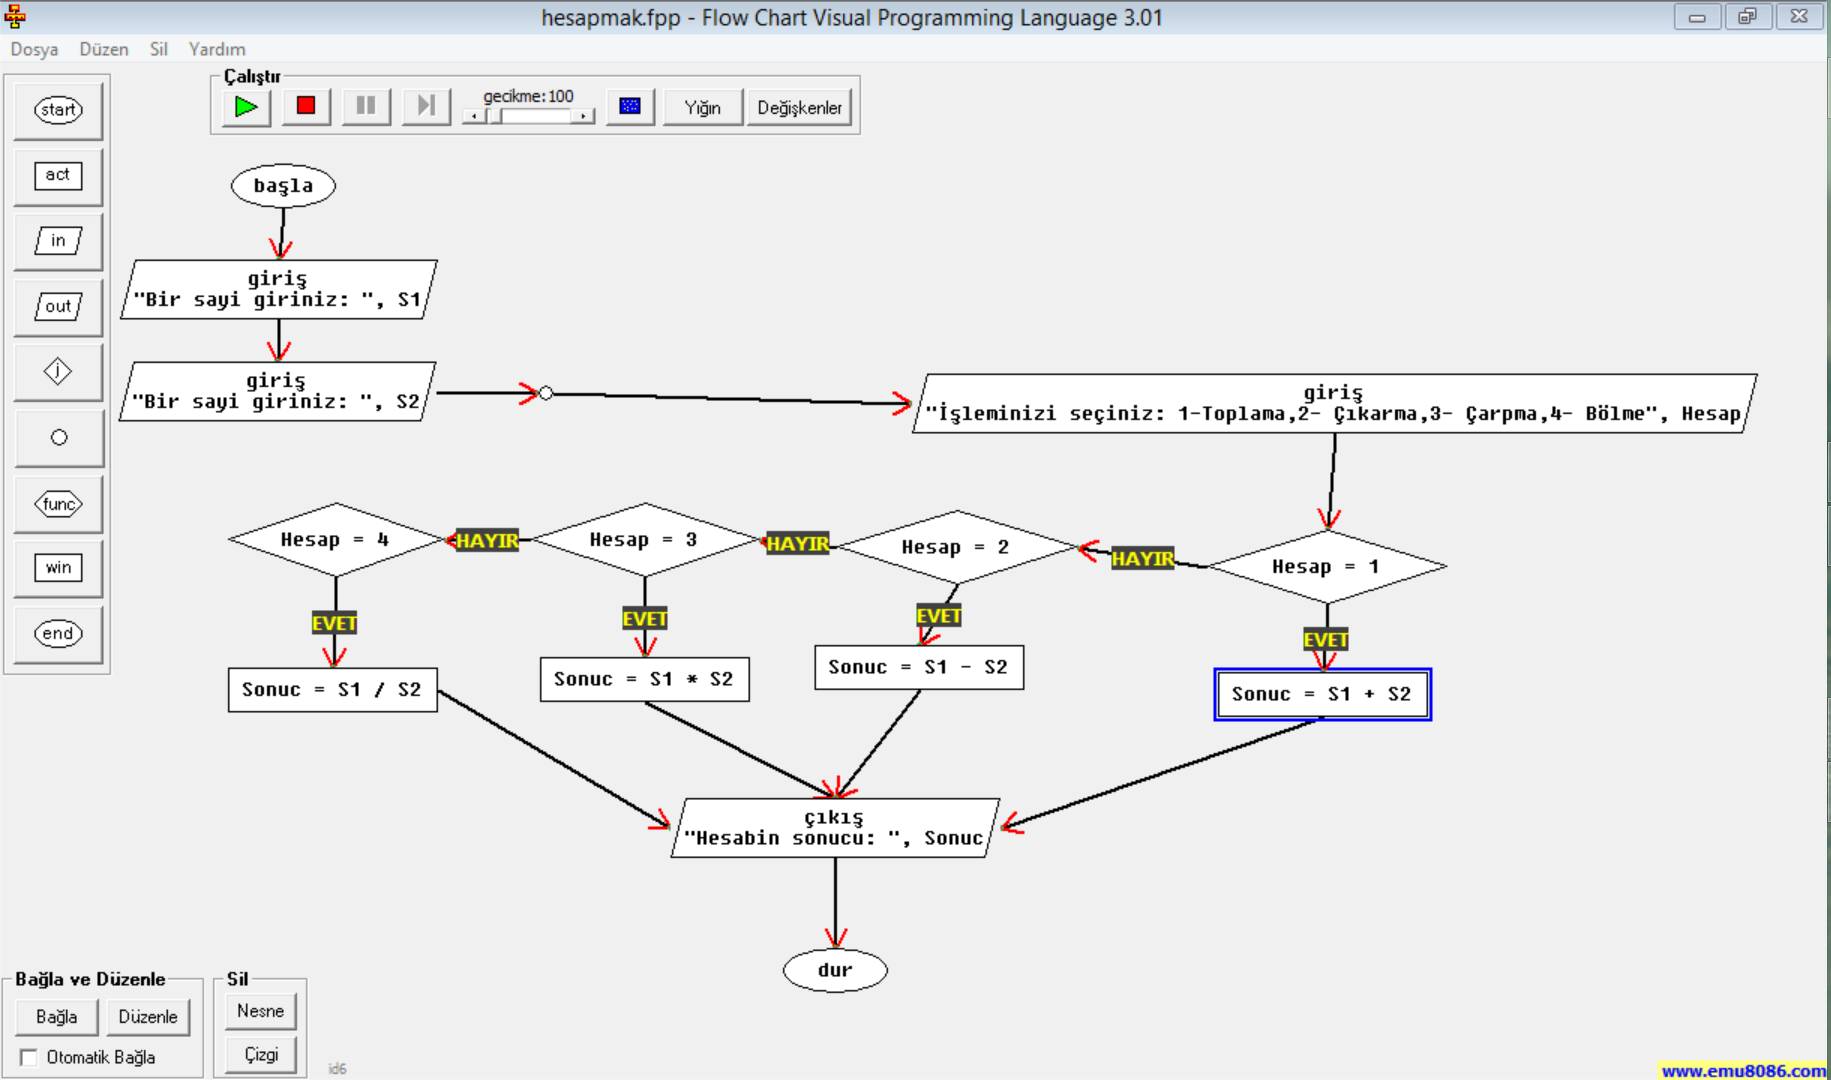 hesapmak.fpp - Flow Chart Visual Programming Language 3.01
Dosya Düzen Sil Yardım
Çalıştır
gecikme:100
Yığın
Değişkenler
start
act
in
out
j
func
win
end
başla
giriş
"Bir sayi giriniz: ", S1
giriş
"Bir sayi giriniz: ", S2
giriş
"İşleminizi seçiniz: 1-Toplama,2- Çıkarma,3- Çarpma,4- Bölme", Hesap
Hesap = 4
HAYIR
Hesap = 3
HAYIR
Hesap = 2
HAYIR
Hesap = 1
EVET
EVET
EVET
EVET
Sonuc = S1 / S2
Sonuc = S1 * S2
Sonuc = S1 - S2
Sonuc = S1 + S2
çıkış
"Hesabin sonucu: ", Sonuc
dur
Bağla ve Düzenle
Bağla
Düzenle
Otomatik Bağla
Sil
Nesne
Çizgi
id6
www.emu8086.com